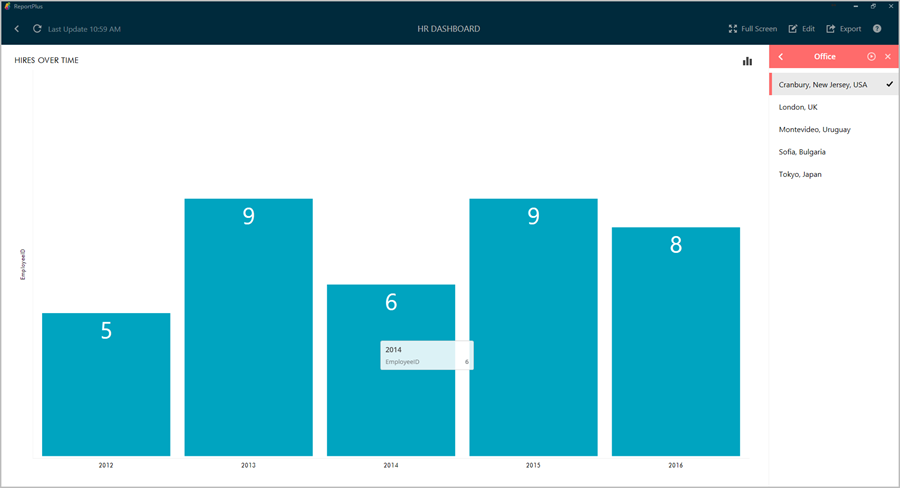 ReportPlus
Last Update 10:59 AM
HR DASHBOARD
Full Screen
Edit
Export
?
HIRES OVER TIME
Office
Cranbury, New Jersey, USA
London, UK
Montevideo, Uruguay
Sofia, Bulgaria
Tokyo, Japan
EmployeeID
5
9
6
9
8
2014
EmployeeID 6
2012 2013 2014 2015 2016